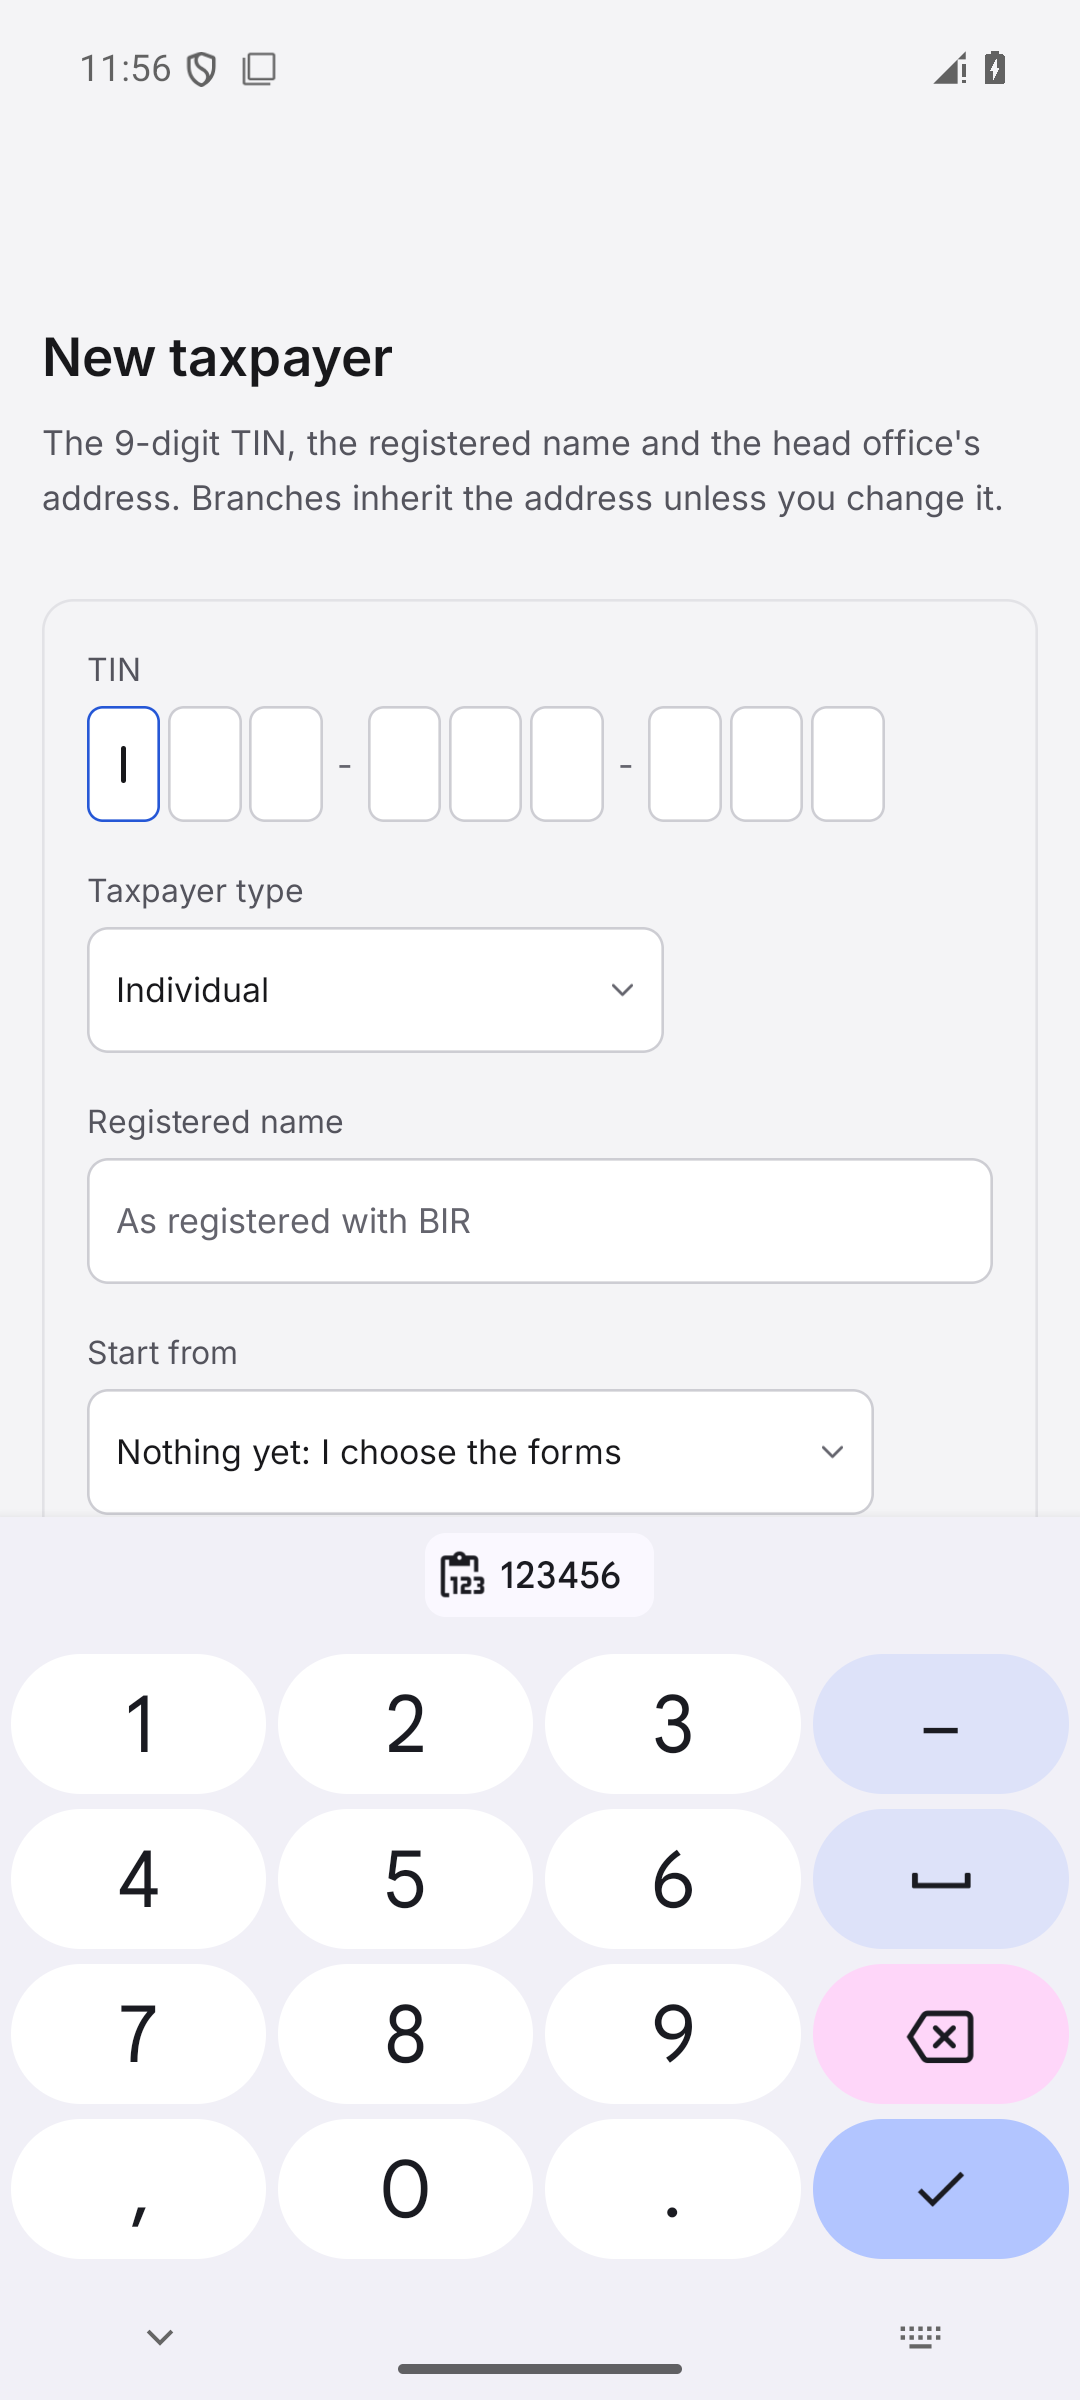 11:56
New taxpayer
The 9-digit TIN, the registered name and the head office's
address. Branches inherit the address unless you change it.
TIN
- -
Taxpayer type
Individual
Registered name
As registered with BIR
Start from
Nothing yet: I choose the forms
123456
1 2 3 –
4 5 6
7 8 9
, 0 .